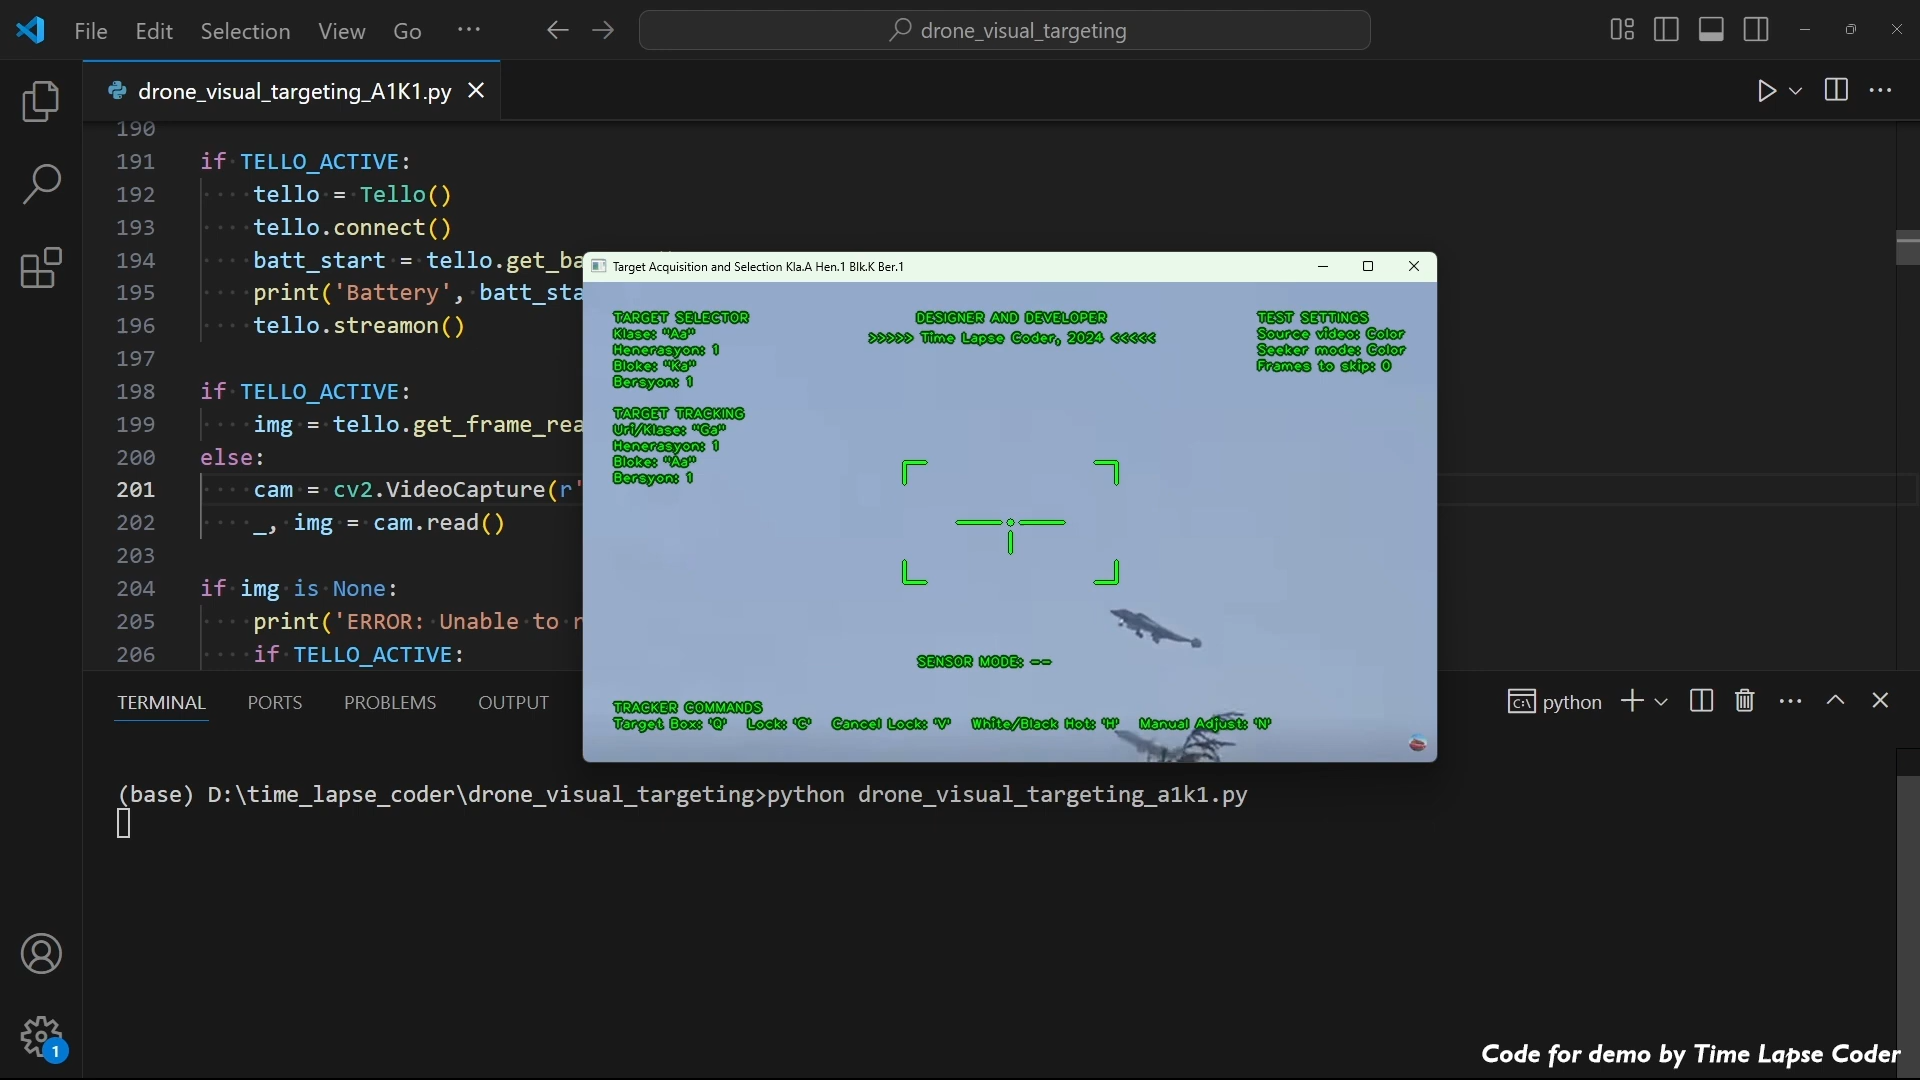 File Edit Selection View Go ···
drone_visual_targeting
drone_visual_targeting_A1K1.py
190
191 if TELLO_ACTIVE:
192 tello = Tello()
193 tello.connect()
194 batt_start = tello.get_ba
195 print('Battery', batt_sta
196 tello.streamon()
197
198 if TELLO_ACTIVE:
199 img = tello.get_frame_rea
200 else:
201 cam = cv2.VideoCapture(r'
202 _, img = cam.read()
203
204 if img is None:
205 print('ERROR: Unable to r
206 if TELLO_ACTIVE:
Target Acquisition and Selection Kla.A Hen.1 Blk.K Ber.1
TARGET SELECTOR
Klase: "Aa"
Henerasyon: 1
Bloke: "Ka"
Bersyon: 1
TARGET TRACKING
Uri/Klase: "Ga"
Henerasyon: 1
Bloke: "Aa"
Bersyon: 1
DESIGNER AND DEVELOPER
>>>>> Time Lapse Coder, 2024 <<<<<
TEST SETTINGS
Source video: Color
Seeker mode: Color
Frames to skip: 0
SENSOR MODE: --
TRACKER COMMANDS
Target Box: 'Q' Lock: 'C' Cancel Lock: 'V' White/Black Hot: 'H' Manual Adjust: 'N'
TERMINAL PORTS PROBLEMS OUTPUT
python
(base) D:\time_lapse_coder\drone_visual_targeting>python drone_visual_targeting_a1k1.py
1
Code for demo by Time Lapse Coder